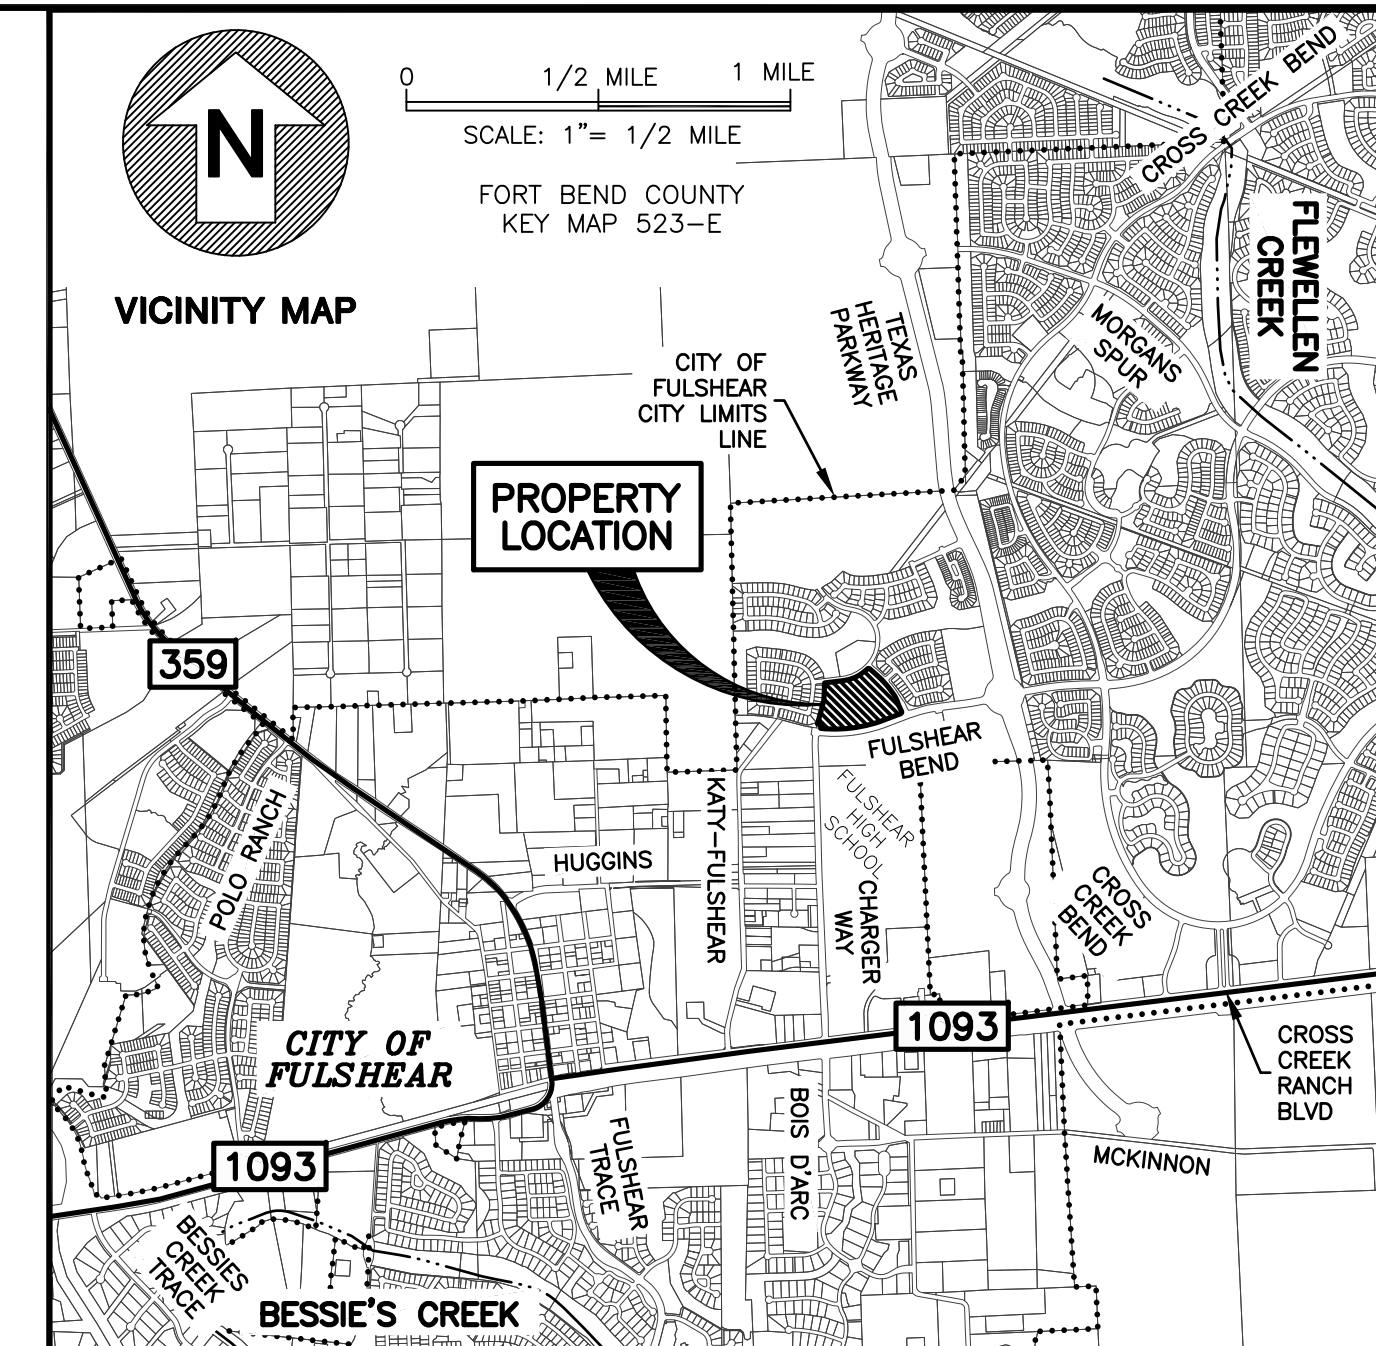 N
0 1/2 MILE 1 MILE
SCALE: 1"= 1/2 MILE
FORT BEND COUNTY
KEY MAP 523-E
VICINITY MAP
CROSS CREEK BEND
FLEWELLEN
CREEK
TEXAS
HERITAGE
PARKWAY
MORGANS
SPUR
CITY OF
FULSHEAR
CITY LIMITS
LINE
PROPERTY
LOCATION
359
FULSHEAR
BEND
FULSHEAR
HIGH
SCHOOL
KATY-FULSHEAR
POLO RANCH
HUGGINS
CHARGER
WAY
CROSS
CREEK
BEND
1093
CITY OF
FULSHEAR
CROSS
CREEK
RANCH
BLVD
BOIS D'ARC
FULSHEAR
TRACE
MCKINNON
1093
BESSIES
CREEK
TRACE
BESSIE'S CREEK